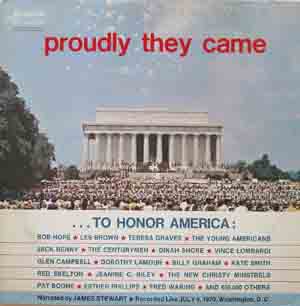 proudly they came
...TO HONOR AMERICA:
BOB HOPE ★ LES BROWN ★ TERESA GRAVES ★ THE YOUNG AMERICANS
JACK BENNY ★ THE CENTURYMEN ★ DINAH SHORE ★ VINCE LOMBARDI
GLEN CAMPBELL ★ DOROTHY LAMOUR ★ BILLY GRAHAM ★ KATE SMITH
RED SKELTON ★ JEANNIE C. RILEY ★ THE NEW CHRISTY MINSTRELS
PAT BOONE ★ ESTHER PHILLIPS ★ FRED WARING ★ AND OTHERS
Narrated by JAMES STEWART ★ Recorded Live JULY 4, 1970, Washington, D.C.